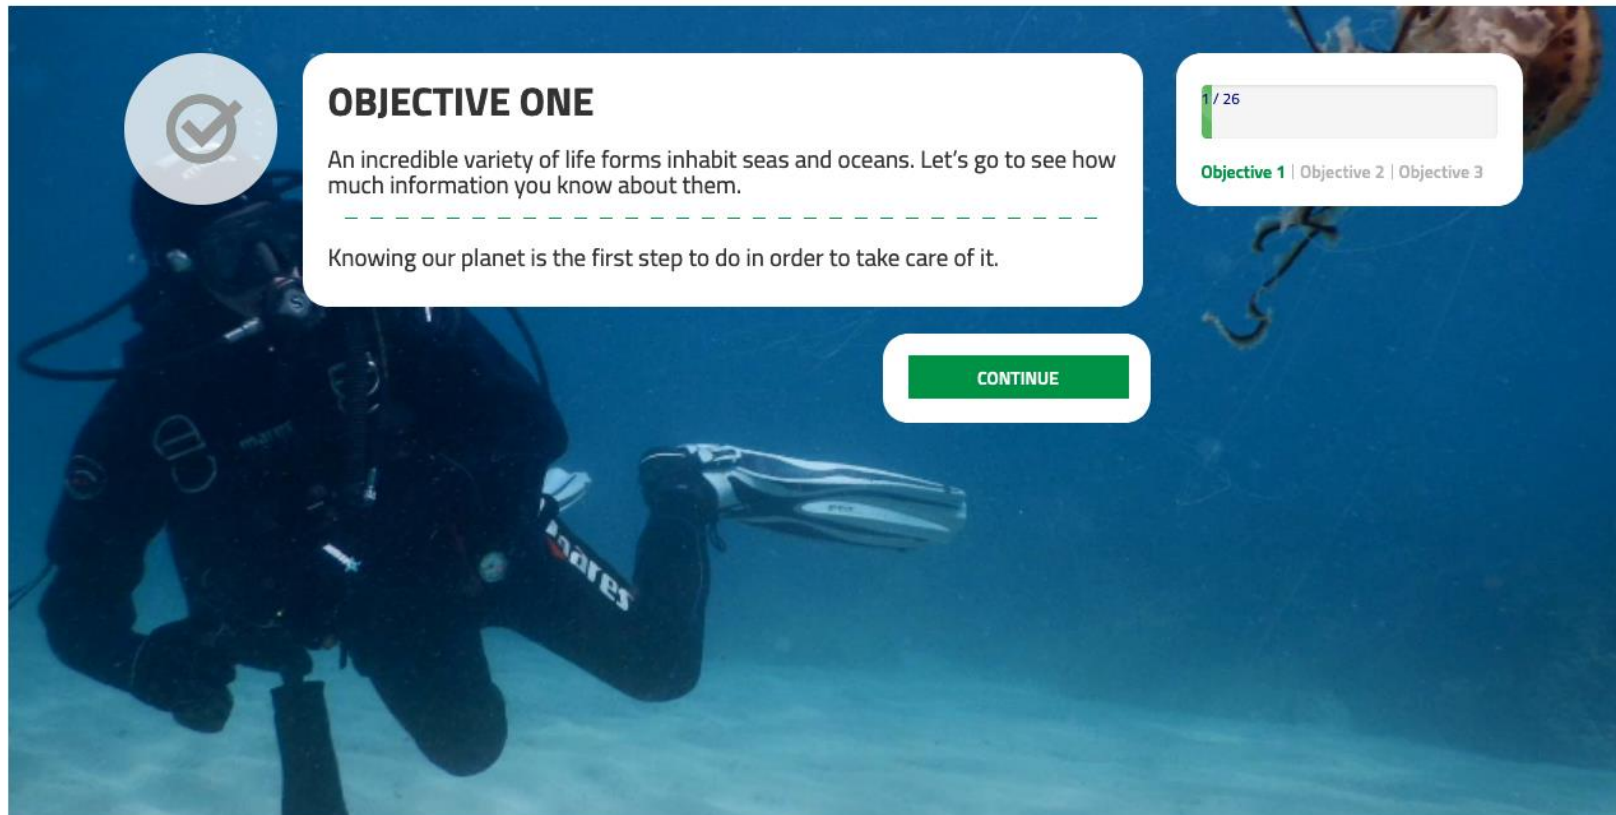 OBJECTIVE ONE
An incredible variety of life forms inhabit seas and oceans. Let’s go to see how
much information you know about them.
Knowing our planet is the first step to do in order to take care of it.
CONTINUE
1 / 26
Objective 1 | Objective 2 | Objective 3
mares
mares